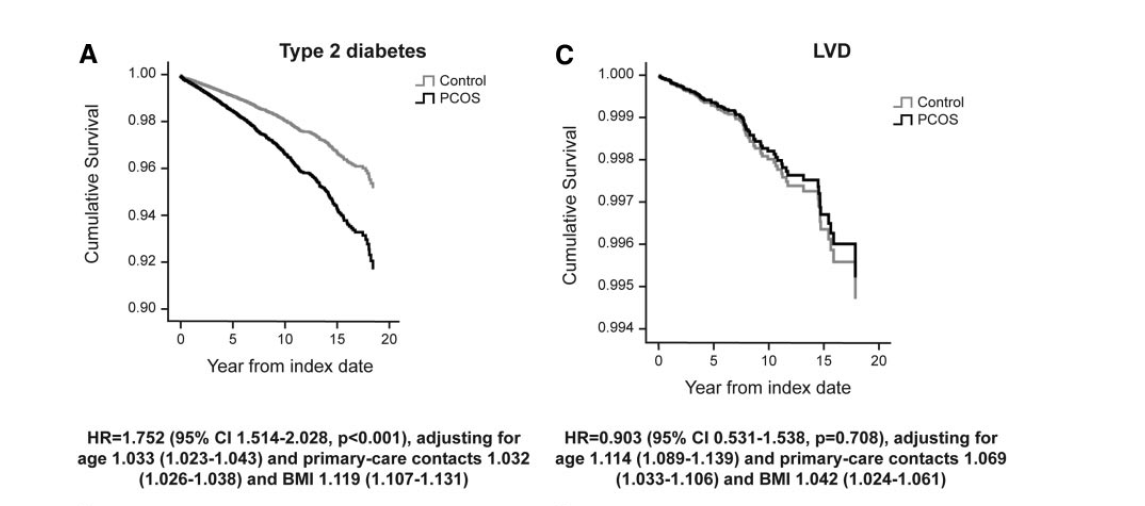 A
Type 2 diabetes
1.00
0.98
0.96
0.94
0.92
0.90
Cumulative Survival
Control
PCOS
0 5 10 15 20
Year from index date
HR=1.752 (95% CI 1.514-2.028, p<0.001), adjusting for
age 1.033 (1.023-1.043) and primary-care contacts 1.032
(1.026-1.038) and BMI 1.119 (1.107-1.131)
C
LVD
1.000
0.999
0.998
0.997
0.996
0.995
0.994
Cumulative Survival
Control
PCOS
0 5 10 15 20
Year from index date
HR=0.903 (95% CI 0.531-1.538, p=0.708), adjusting for
age 1.114 (1.089-1.139) and primary-care contacts 1.069
(1.033-1.106) and BMI 1.042 (1.024-1.061)